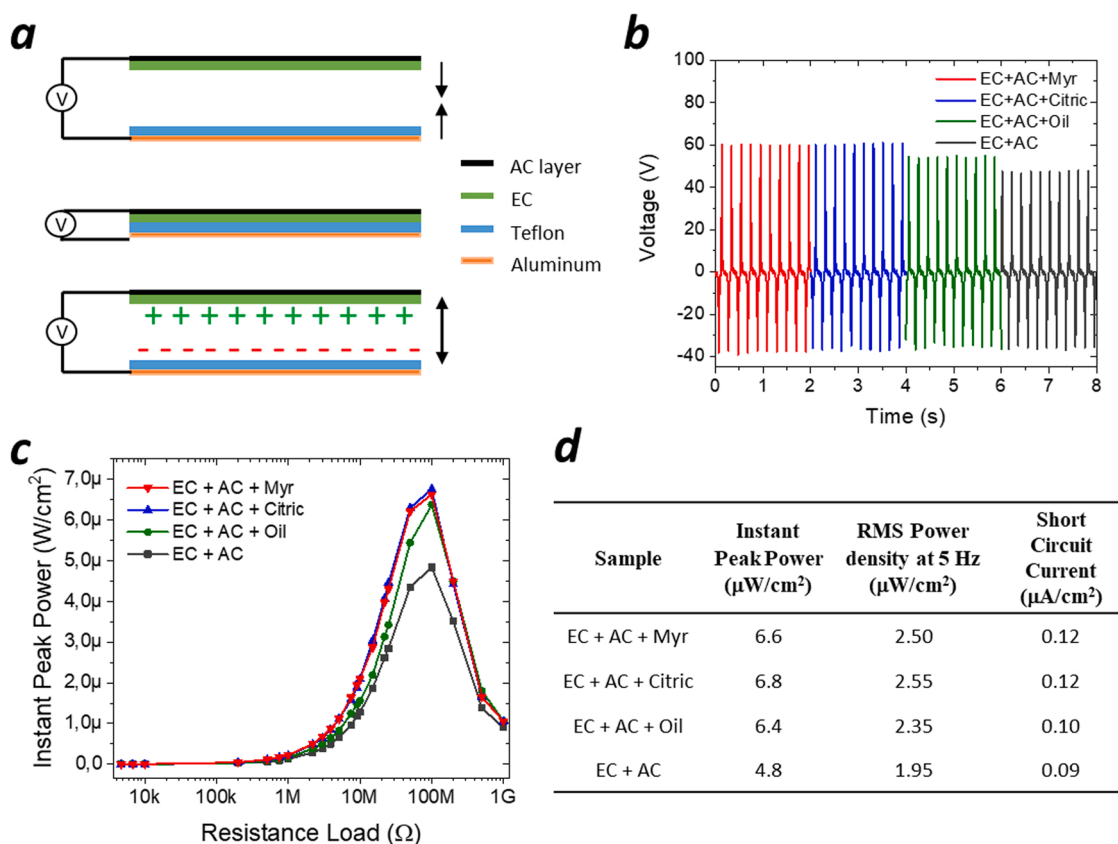 a
V
V
V
+ + + + + + + + + +
- - - - - - - - - - - -
AC layer
EC
Teflon
Aluminum
b
EC+AC+Myr
EC+AC+Citric
EC+AC+Oil
EC+AC
100
80
60
40
20
0
-20
-40
Voltage (V)
0 1 2 3 4 5 6 7 8
Time (s)
c
EC + AC + Myr
EC + AC + Citric
EC + AC + Oil
EC + AC
7,0µ
6,0µ
5,0µ
4,0µ
3,0µ
2,0µ
1,0µ
0,0
Instant Peak Power (W/cm²)
10k 100k 1M 10M 100M 1G
Resistance Load (Ω)
d
Sample
Instant
Peak Power
(µW/cm²)
RMS Power
density at 5 Hz
(µW/cm²)
Short
Circuit
Current
(µA/cm²)
EC + AC + Myr 6.6 2.50 0.12
EC + AC + Citric 6.8 2.55 0.12
EC + AC + Oil 6.4 2.35 0.10
EC + AC 4.8 1.95 0.09